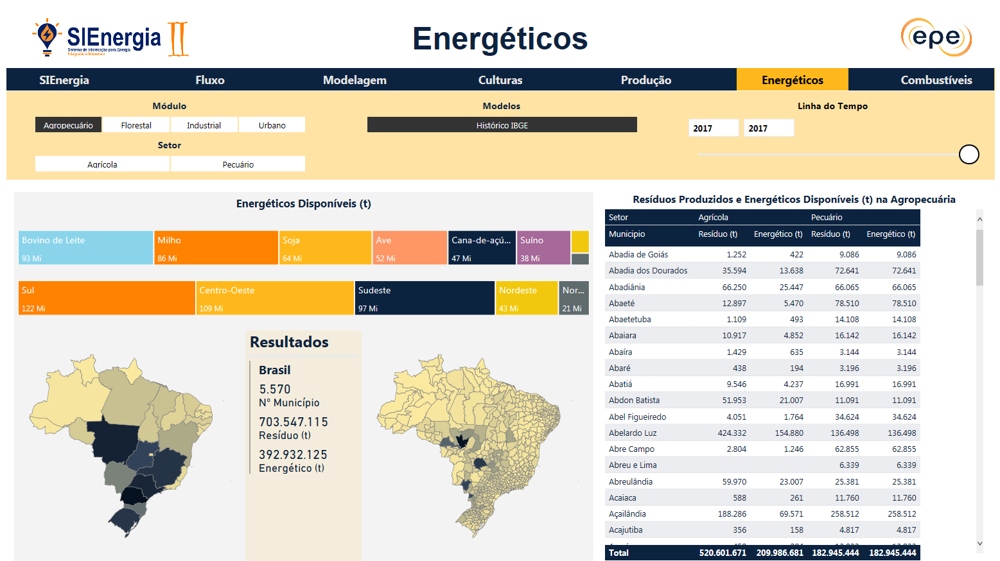 SIEnergia II
Sistema de Informação para Energia
Integrado e Interativo
Energéticos
epe
SIEnergia Fluxo Modelagem Culturas Produção Energéticos Combustíveis
Módulo
Agropecuário Florestal Industrial Urbano
Setor
Agrícola Pecuário
Modelos
Histórico IBGE
Linha do Tempo
2017 2017
Energéticos Disponíveis (t)
Bovino de Leite Milho Soja Ave Cana-de-açú... Suíno
93 Mi 86 Mi 64 Mi 52 Mi 47 Mi 38 Mi
Sul Centro-Oeste Sudeste Nordeste Nor...
122 Mi 109 Mi 97 Mi 43 Mi 21 Mi
Resultados
Brasil
5.570
Nº Município
703.547.115
Resíduo (t)
392.932.125
Energético (t)
Resíduos Produzidos e Energéticos Disponíveis (t) na Agropecuária
Setor Agrícola Pecuário
Municipio Resíduo (t) Energético (t) Resíduo (t) Energético (t)
Abadia de Goiás 1.252 422 9.086 9.086
Abadia dos Dourados 35.594 13.638 72.641 72.641
Abadiânia 66.250 25.447 66.065 66.065
Abaeté 12.897 5.470 78.510 78.510
Abaetetuba 1.109 493 14.108 14.108
Abaiara 10.917 4.852 16.142 16.142
Abaíra 1.429 635 3.144 3.144
Abaré 438 194 3.196 3.196
Abatiá 9.546 4.237 16.991 16.991
Abdon Batista 51.953 21.007 11.091 11.091
Abel Figueiredo 4.051 1.764 34.624 34.624
Abelardo Luz 424.332 154.880 136.498 136.498
Abre Campo 2.804 1.246 62.855 62.855
Abreu e Lima 6.339 6.339
Abreulândia 59.970 23.007 25.381 25.381
Acaiaca 588 261 11.760 11.760
Açailândia 188.286 69.571 258.512 258.512
Acajutiba 356 158 4.817 4.817
Total 520.601.671 209.986.681 182.945.444 182.945.444